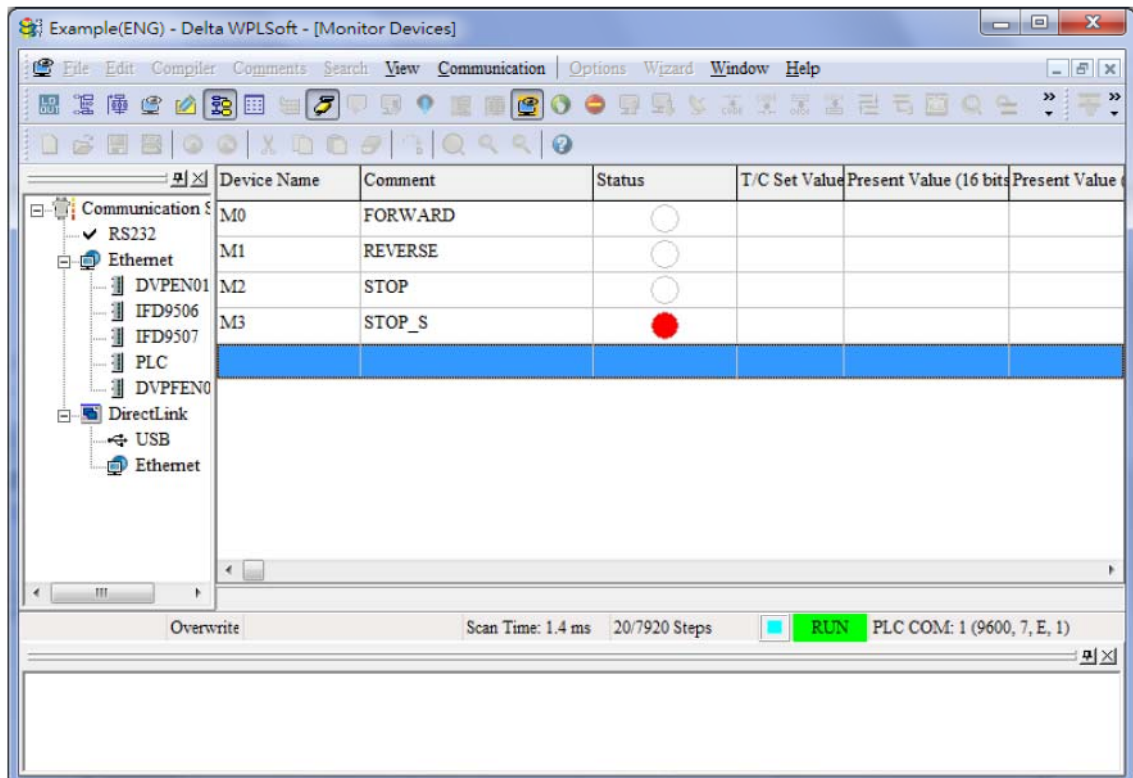 Example(ENG) - Delta WPLSoft - [Monitor Devices]
File Edit Compiler Comments Search View Communication Options Wizard Window Help
Device Name Comment Status T/C Set Value Present Value (16 bits Present Value (
Communication S
RS232
Ethernet
DVPEN01
IFD9506
IFD9507
PLC
DVPFEN0
DirectLink
USB
Ethernet
M0 FORWARD
M1 REVERSE
M2 STOP
M3 STOP_S
Overwrite Scan Time: 1.4 ms 20/7920 Steps RUN PLC COM: 1 (9600, 7, E, 1)